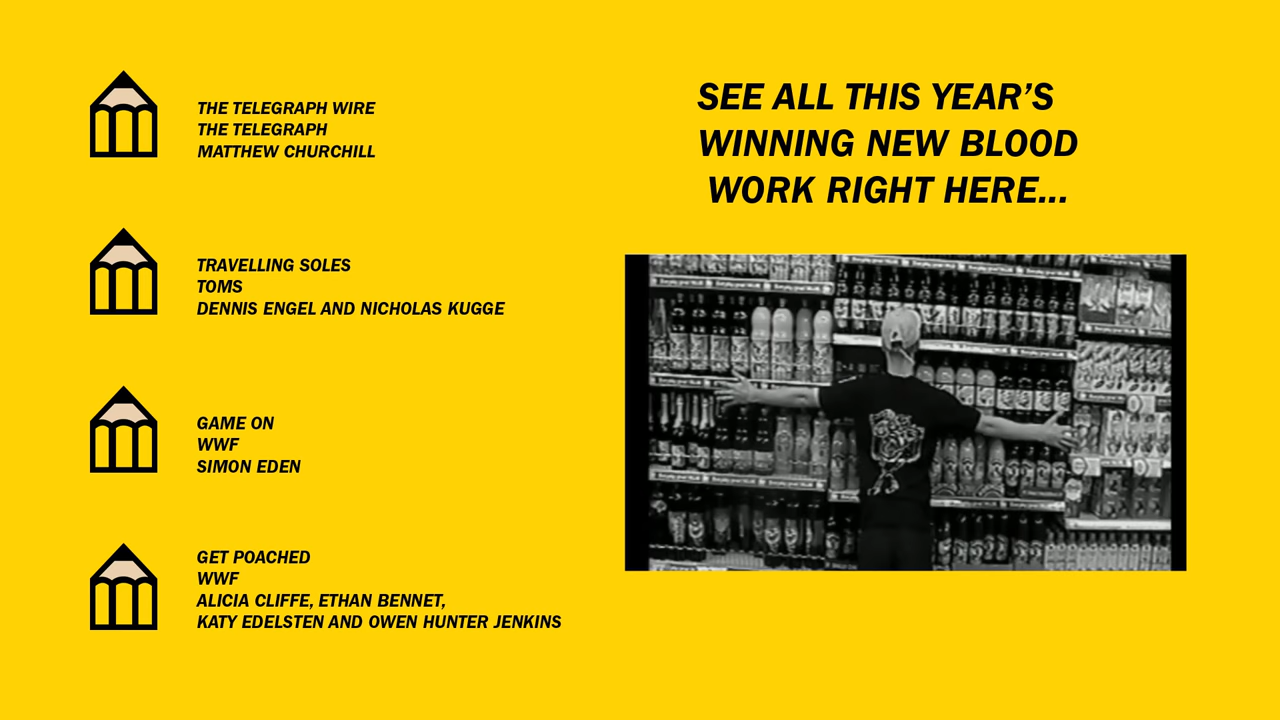 THE TELEGRAPH WIRE
THE TELEGRAPH
MATTHEW CHURCHILL
TRAVELLING SOLES
TOMS
DENNIS ENGEL AND NICHOLAS KUGGE
GAME ON
WWF
SIMON EDEN
GET POACHED
WWF
ALICIA CLIFFE, ETHAN BENNET,
KATY EDELSTEN AND OWEN HUNTER JENKINS
SEE ALL THIS YEAR’S
WINNING NEW BLOOD
WORK RIGHT HERE...